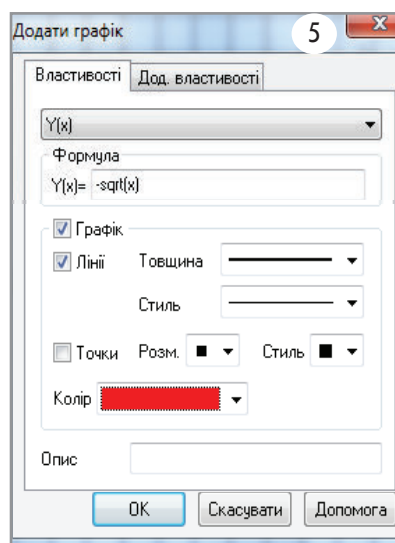 Додати графік 5
Властивості Дод. властивості
Y(x)
Формула
Y(x)= -sqrt(x)
Графік
Лінії Товщина
Стиль
Точки Розм. Стиль
Колір
Опис
OK Скасувати Допомога